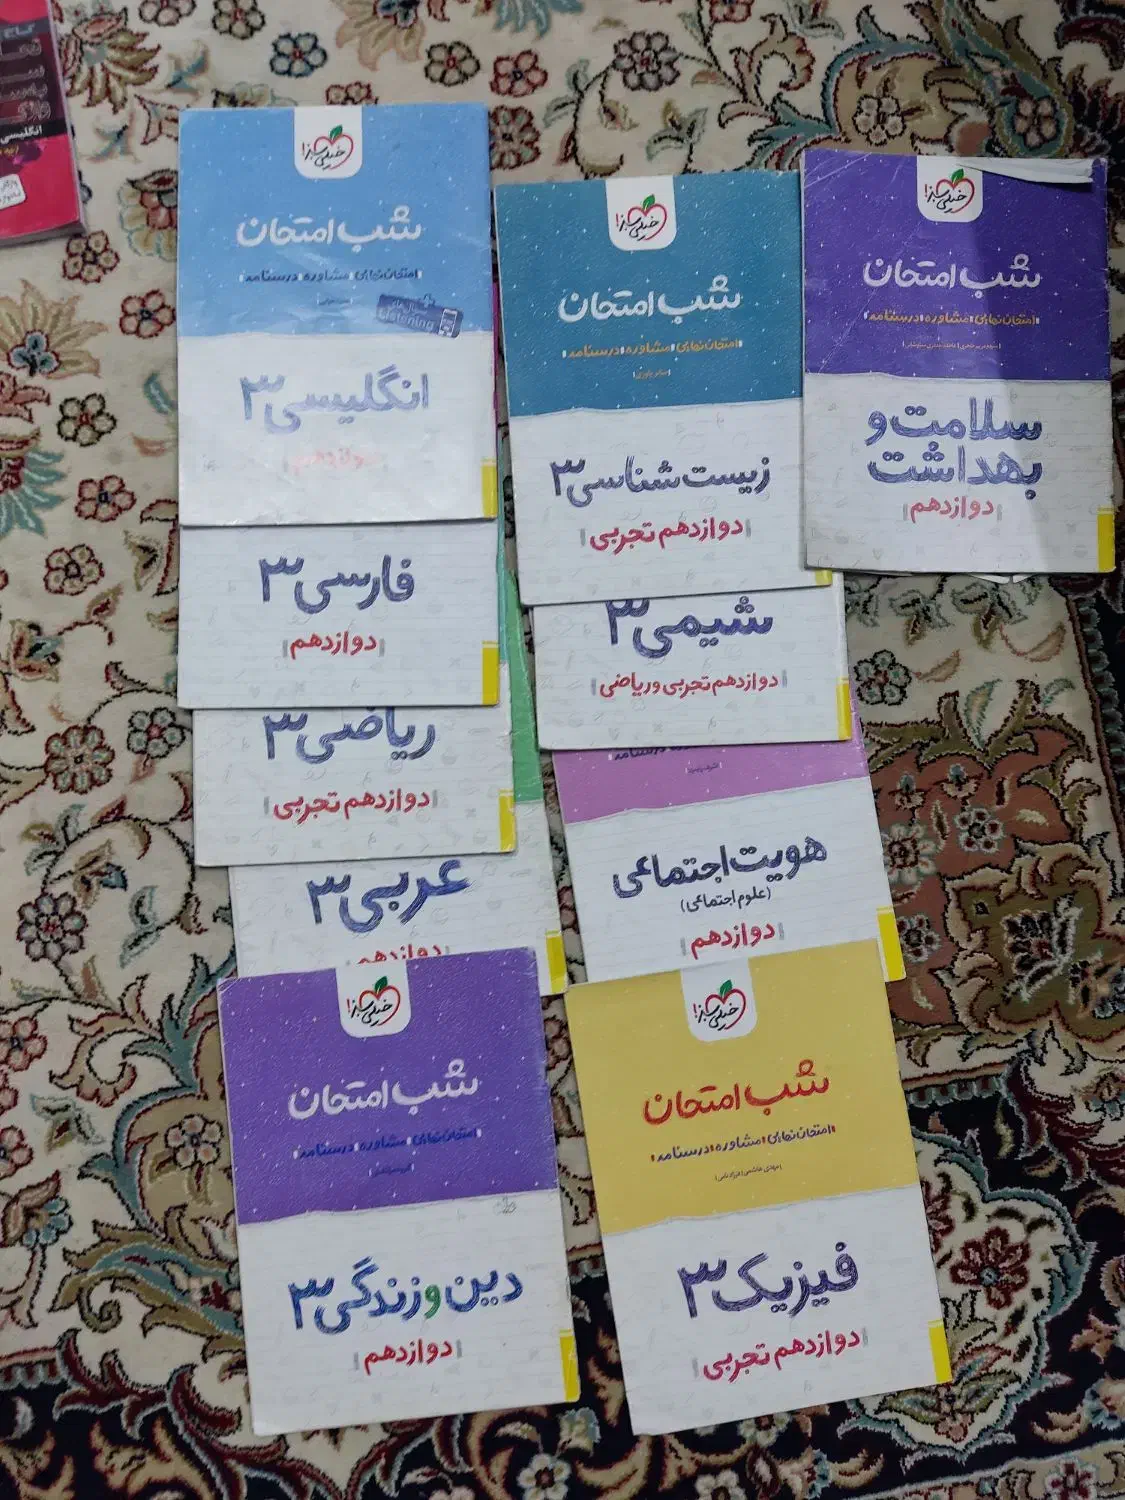 خیلی سبز!
شب امتحان
امتحان نهایی مشاوره درسنامه
Listening
انگلیسی ۳
دوازدهم
فارسی ۳
دوازدهم
ریاضی ۳
دوازدهم تجربی
عربی ۳
دوازدهم
خیلی سبز!
شب امتحان
امتحان نهایی مشاوره درسنامه
دین و زندگی ۳
دوازدهم
خیلی سبز!
شب امتحان
امتحان نهایی مشاوره درسنامه
زیست شناسی ۳
دوازدهم تجربی
شیمی ۳
دوازدهم تجربی و ریاضی
هویت اجتماعی
(علوم اجتماعی)
دوازدهم
خیلی سبز!
شب امتحان
امتحان نهایی مشاوره درسنامه
فیزیک ۳
دوازدهم تجربی
خیلی سبز!
شب امتحان
امتحان نهایی مشاوره درسنامه
سلامت و
بهداشت
دوازدهم
انگلیسی